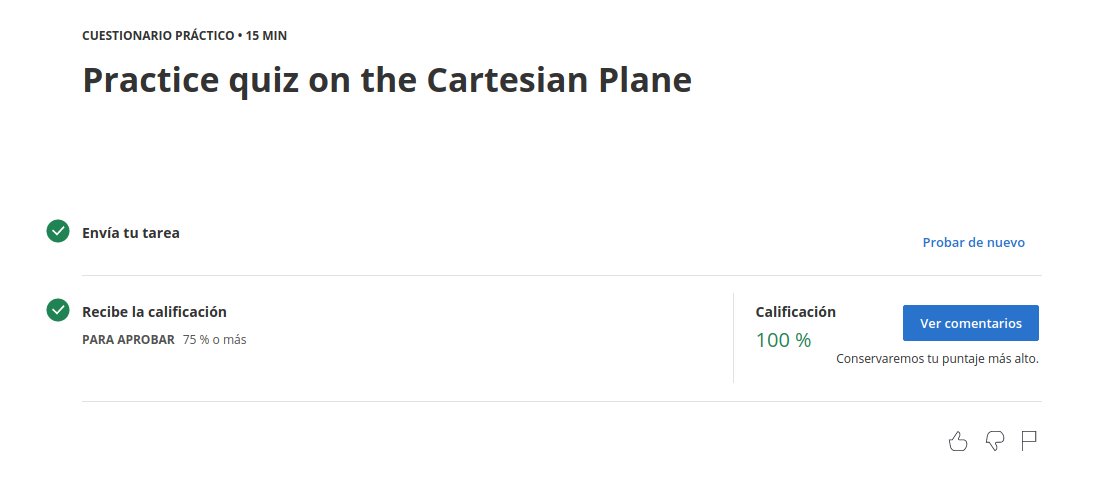 CUESTIONARIO PRÁCTICO • 15 MIN
Practice quiz on the Cartesian Plane
Envía tu tarea
Probar de nuevo
Recibe la calificación
PARA APROBAR 75 % o más
Calificación
100 %
Ver comentarios
Conservaremos tu puntaje más alto.